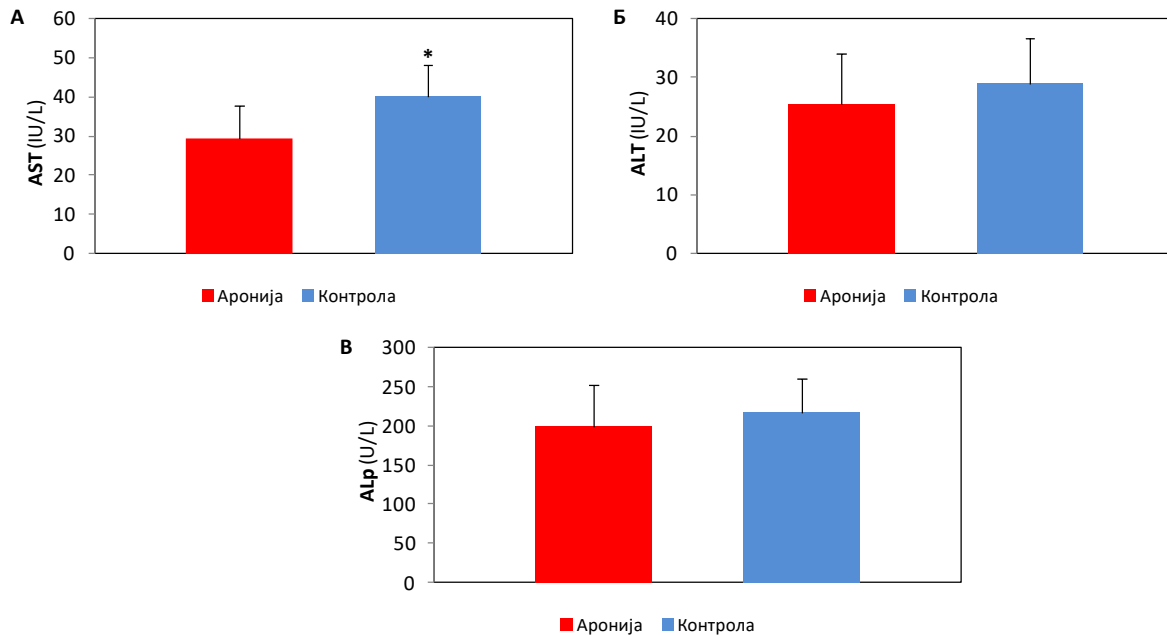 А
AST (IU/L)
60
50
40
30
20
10
0
*
Аронија Контрола
Б
ALT (IU/L)
40
30
20
10
0
Аронија Контрола
В
ALp (U/L)
300
250
200
150
100
50
0
Аронија Контрола